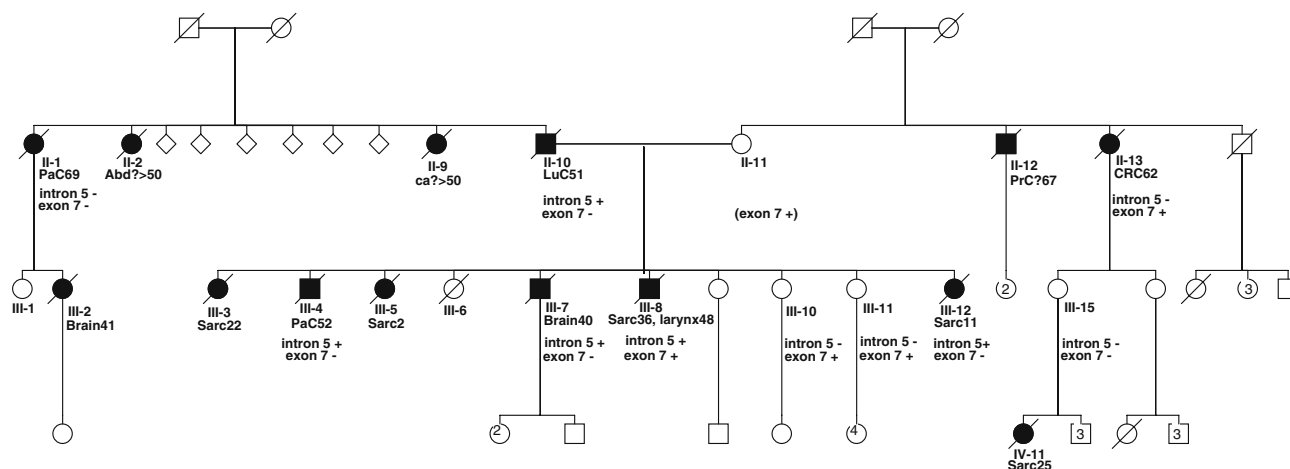 II-1
PaC69
intron 5 -
exon 7 -
II-2
Abd?>50
II-9
ca?>50
II-10
LuC51
intron 5 +
exon 7 -
II-11
(exon 7 +)
II-12
PrC?67
II-13
CRC62
intron 5 -
exon 7 +
III-1
III-2
Brain41
III-3
Sarc22
III-4
PaC52
intron 5 +
exon 7 -
III-5
Sarc2
III-6
III-7
Brain40
intron 5 +
exon 7 -
III-8
Sarc36, larynx48
intron 5 +
exon 7 +
III-10
intron 5 -
exon 7 +
III-11
intron 5 -
exon 7 +
III-12
Sarc11
intron 5+
exon 7 -
2
III-15
intron 5 -
exon 7 -
3
2
4
IV-11
Sarc25
3
3